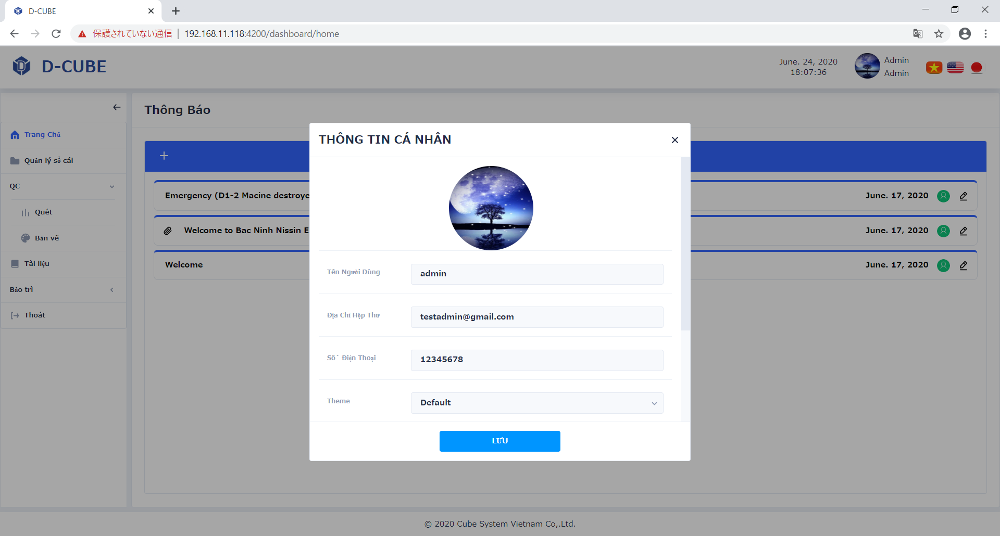 D-CUBE
保護されていない通信 | 192.168.11.118:4200/dashboard/home
D-CUBE
June. 24, 2020
18:07:36
Admin
Admin
Trang Chủ
Quản lý sổ cái
QC
Quét
Bản vẽ
Tài liệu
Bảo trì
Thoát
Thông Báo
Emergency (D1-2 Macine destroye
June. 17, 2020
Welcome to Bac Ninh Nissin E
June. 17, 2020
Welcome
June. 17, 2020
THÔNG TIN CÁ NHÂN
Tên Người Dùng
admin
Địa Chỉ Hộp Thư
testadmin@gmail.com
Số Điện Thoại
12345678
Theme
Default
LƯU
© 2020 Cube System Vietnam Co,.Ltd.